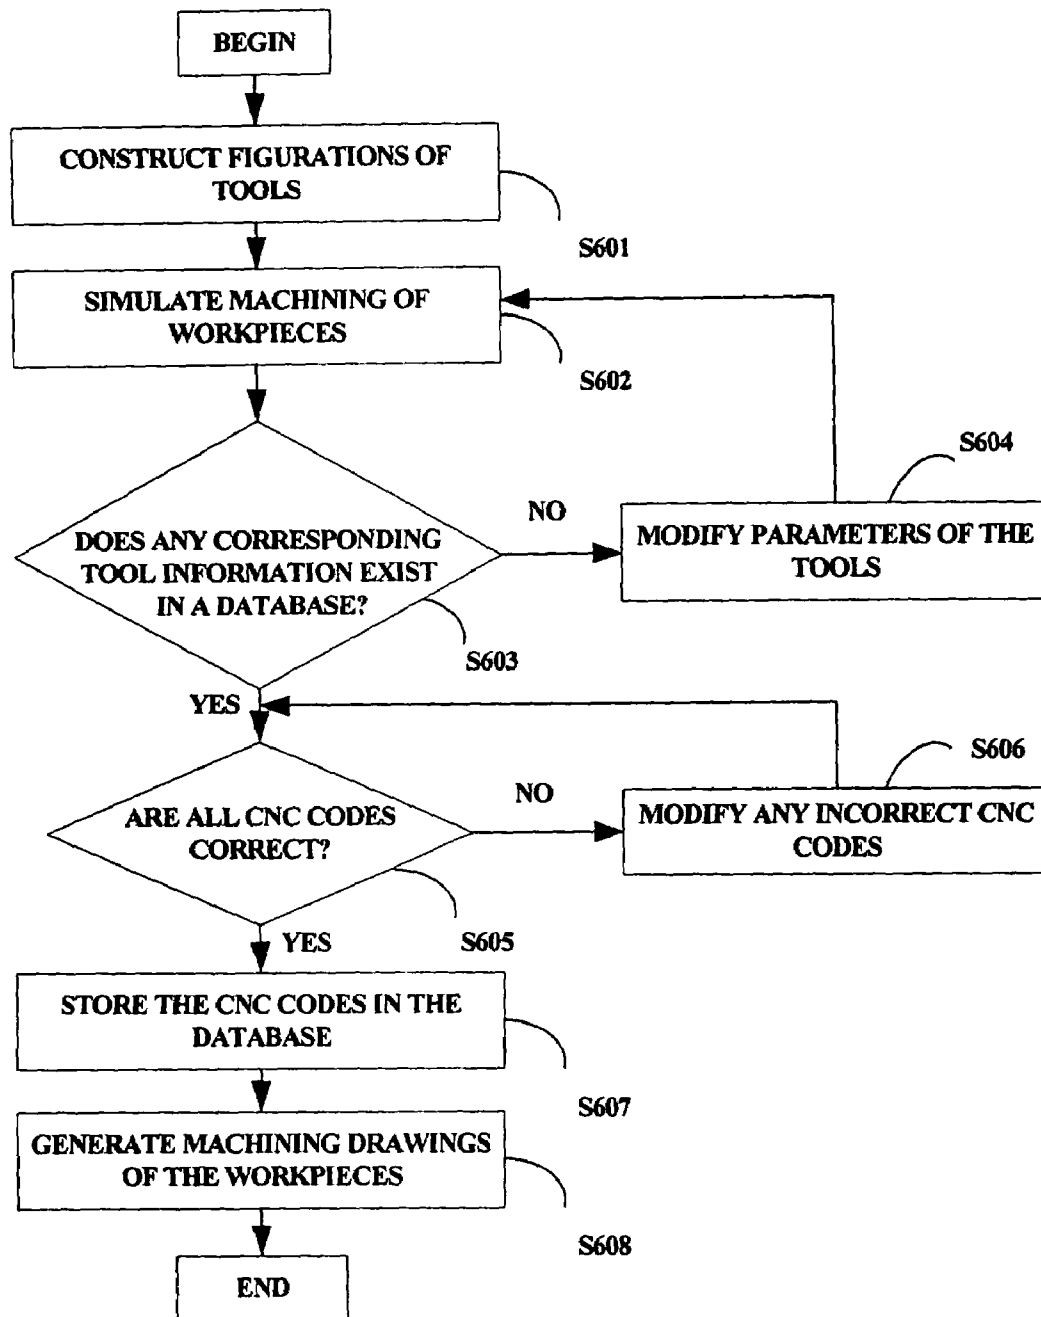 BEGIN
CONSTRUCT FIGURATIONS OF
TOOLS
S601
SIMULATE MACHINING OF
WORKPIECES
S602
S604
NO
MODIFY PARAMETERS OF THE
TOOLS
DOES ANY CORRESPONDING
TOOL INFORMATION EXIST
IN A DATABASE?
S603
YES
S606
NO
MODIFY ANY INCORRECT CNC
CODES
ARE ALL CNC CODES
CORRECT?
S605
YES
STORE THE CNC CODES IN THE
DATABASE
S607
GENERATE MACHINING DRAWINGS
OF THE WORKPIECES
S608
END